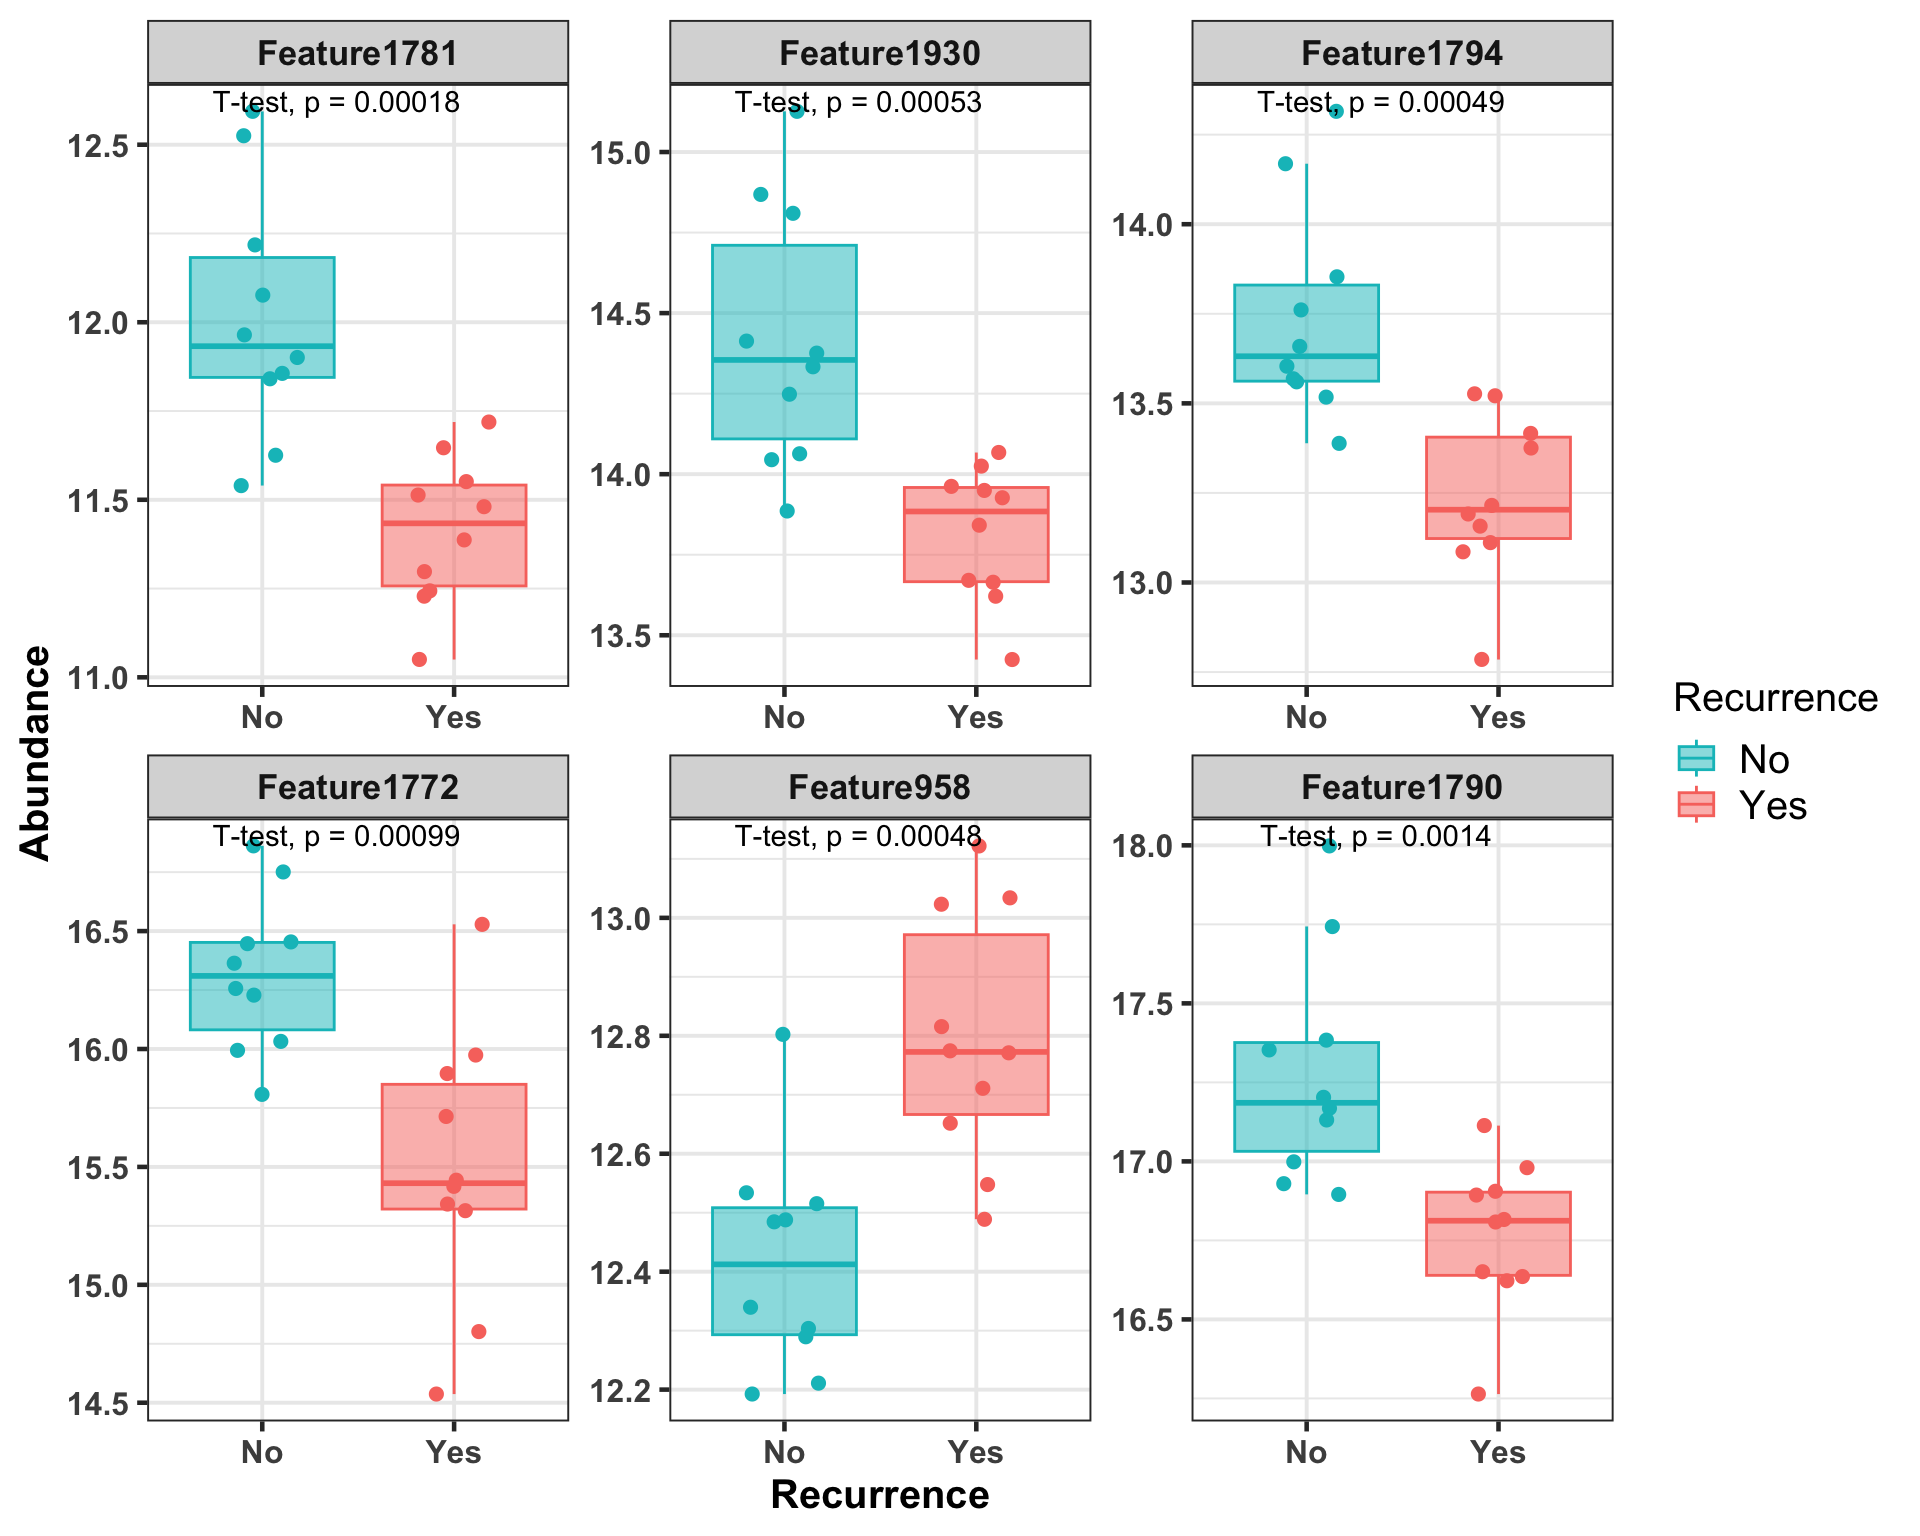 Feature1781 Feature1930 Feature1794
T-test, p = 0.00018 T-test, p = 0.00053 T-test, p = 0.00049
12.5
12.0
11.5
11.0
15.0
14.5
14.0
13.5
14.0
13.5
13.0
No Yes No Yes No Yes
Feature1772 Feature958 Feature1790
T-test, p = 0.00099 T-test, p = 0.00048 T-test, p = 0.0014
16.5
16.0
15.5
15.0
14.5
13.0
12.8
12.6
12.4
12.2
18.0
17.5
17.0
16.5
No Yes No Yes No Yes
Abundance
Recurrence
Recurrence
No
Yes